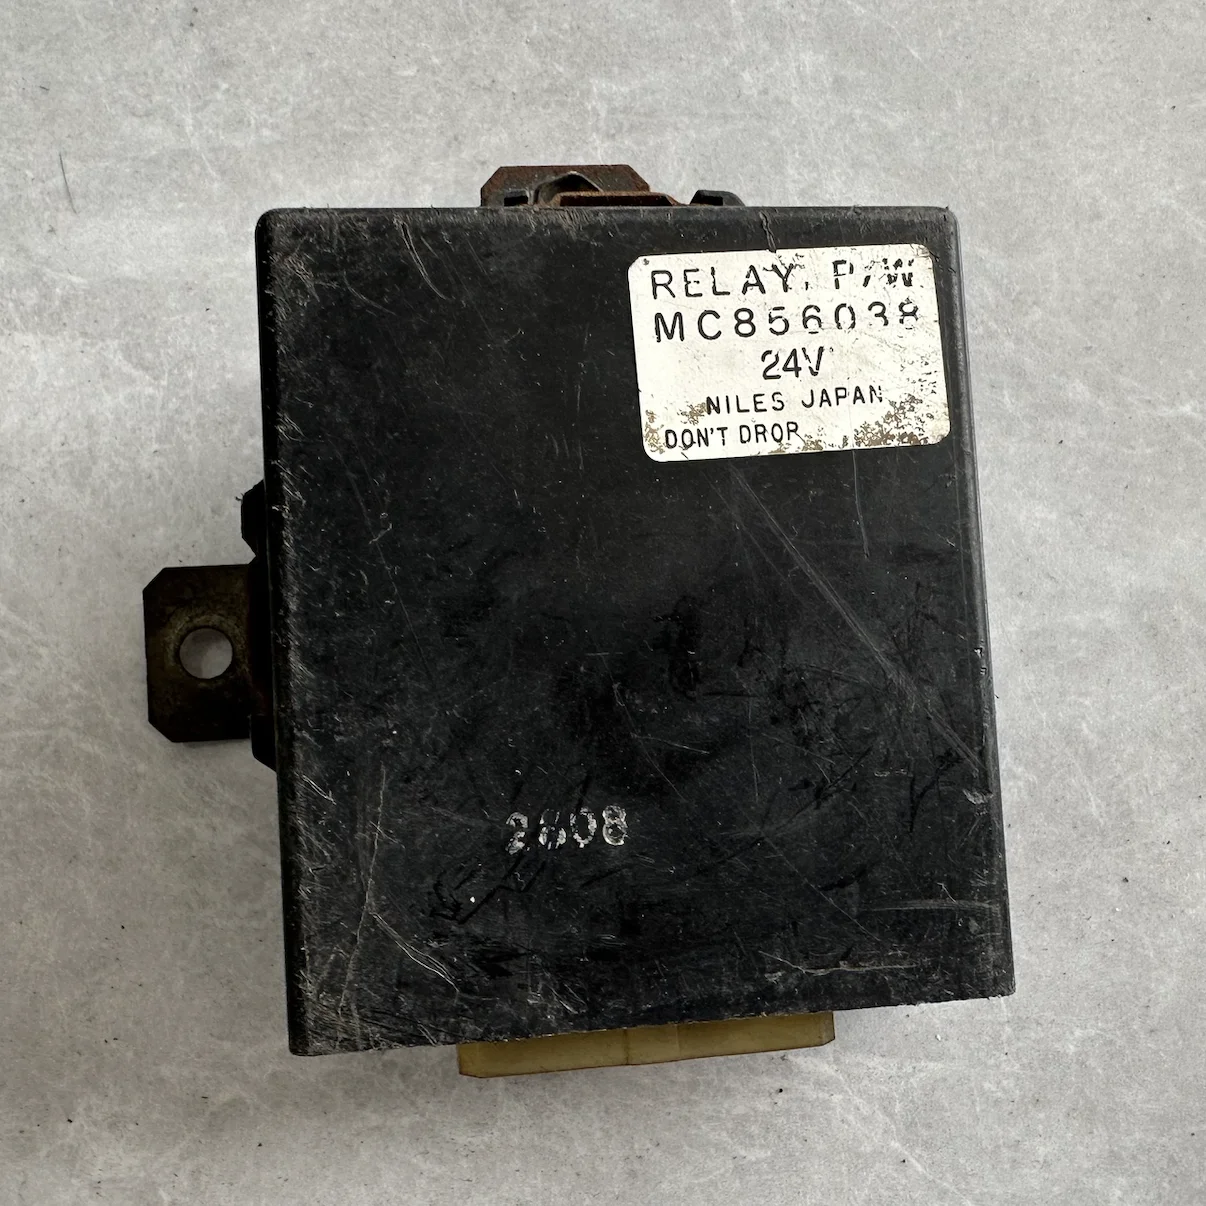 RELAY, P/W
MC856038
24V
NILES JAPAN
DON'T DROP
2808